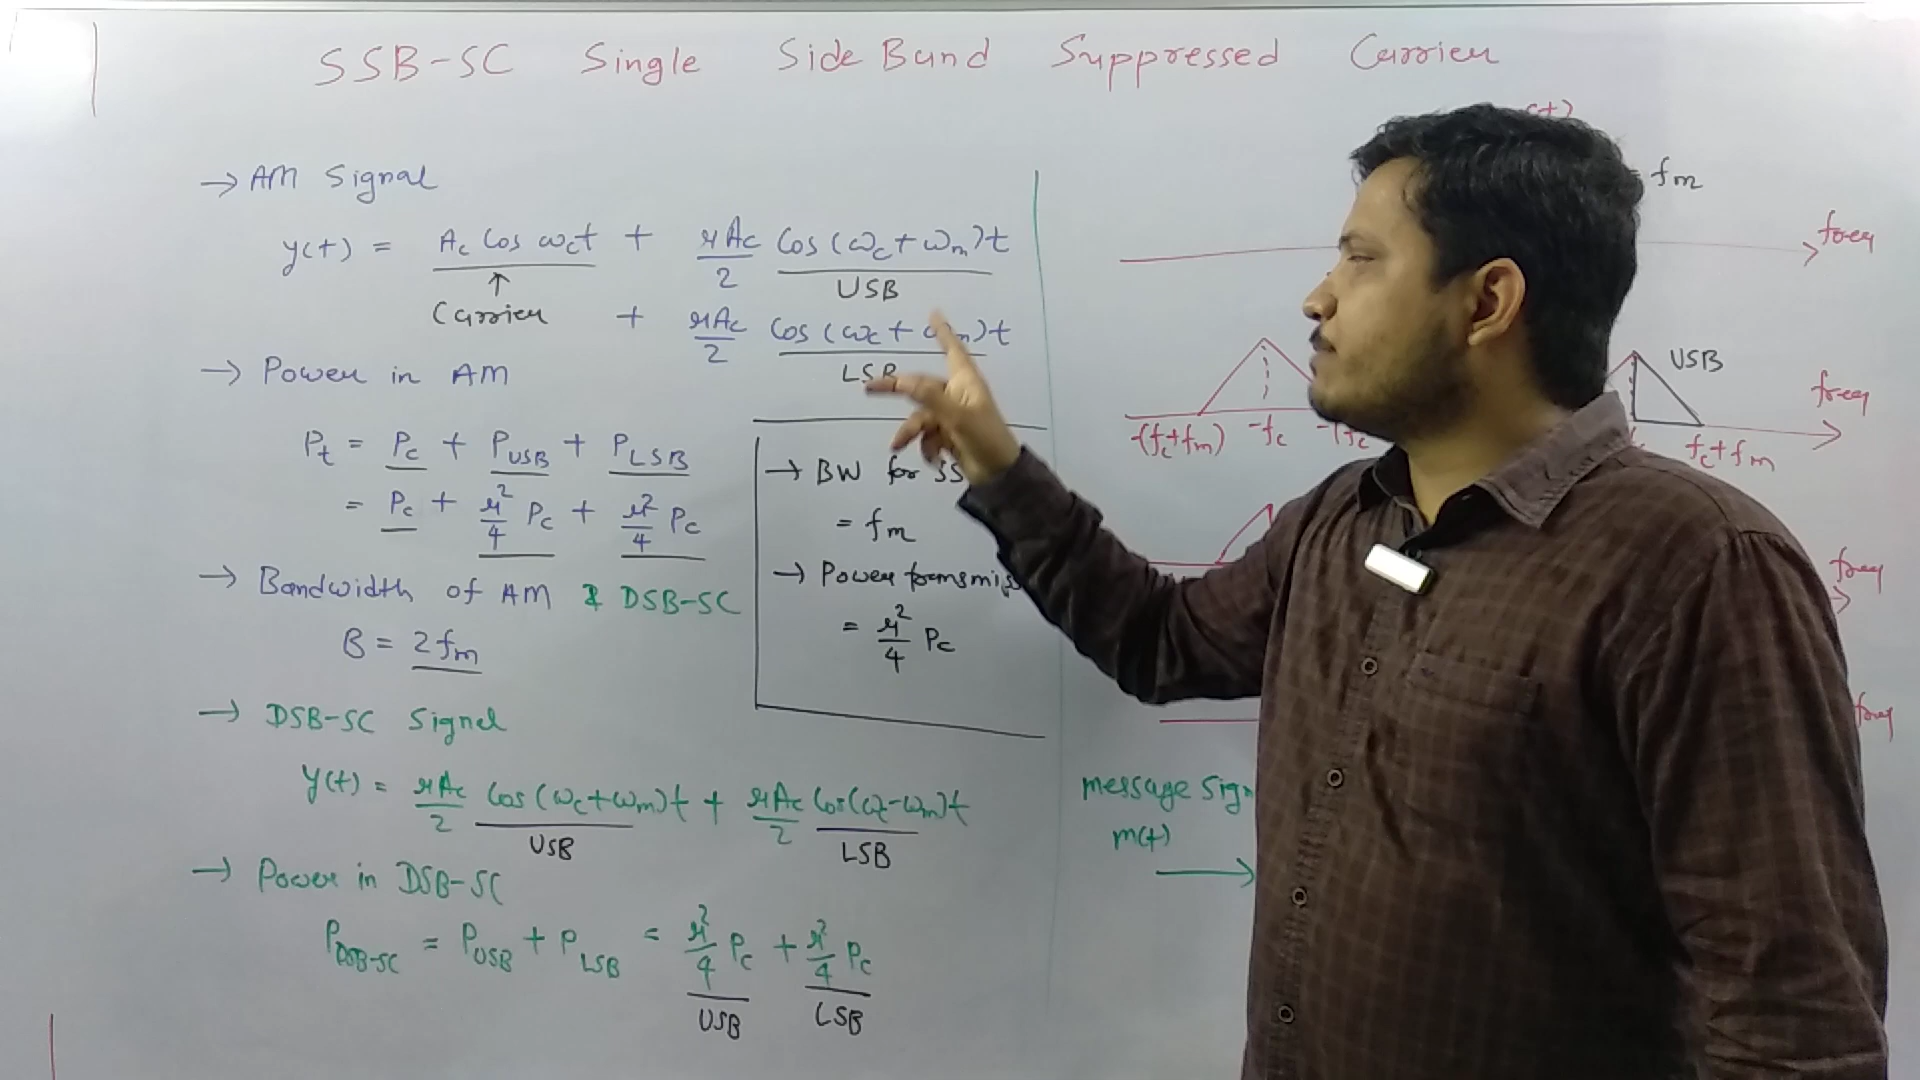 SSB-SC Single Side Band Suppressed Carrier
→ AM Signal
y(t) = Ac Cos ωct + μAc/2 Cos (ωc+ωm)t
USB
Carrier
+ μAc/2 Cos (ωc+ωm)t
LSB
→ Power in AM
Pt = Pc + PUSB + PLSB
= Pc + μ²/4 Pc + μ²/4 Pc
→ Bandwidth of AM & DSB-SC
B = 2fm
→ DSB-SC Signal
y(t) = μAc/2 Cos (ωc+ωm)t + μAc/2 Cos(ωc-ωm)t
USB LSB
→ Power in DSB-SC
PDSB-SC = PUSB + PLSB = μ²/4 Pc + μ²/4 Pc
USB LSB
→ BW for
= fm
→ Power
= μ²/4 Pc
fm
freq
USB
freq
-(fc+fm) -fc
fc+fm
freq
freq
message
m(t)